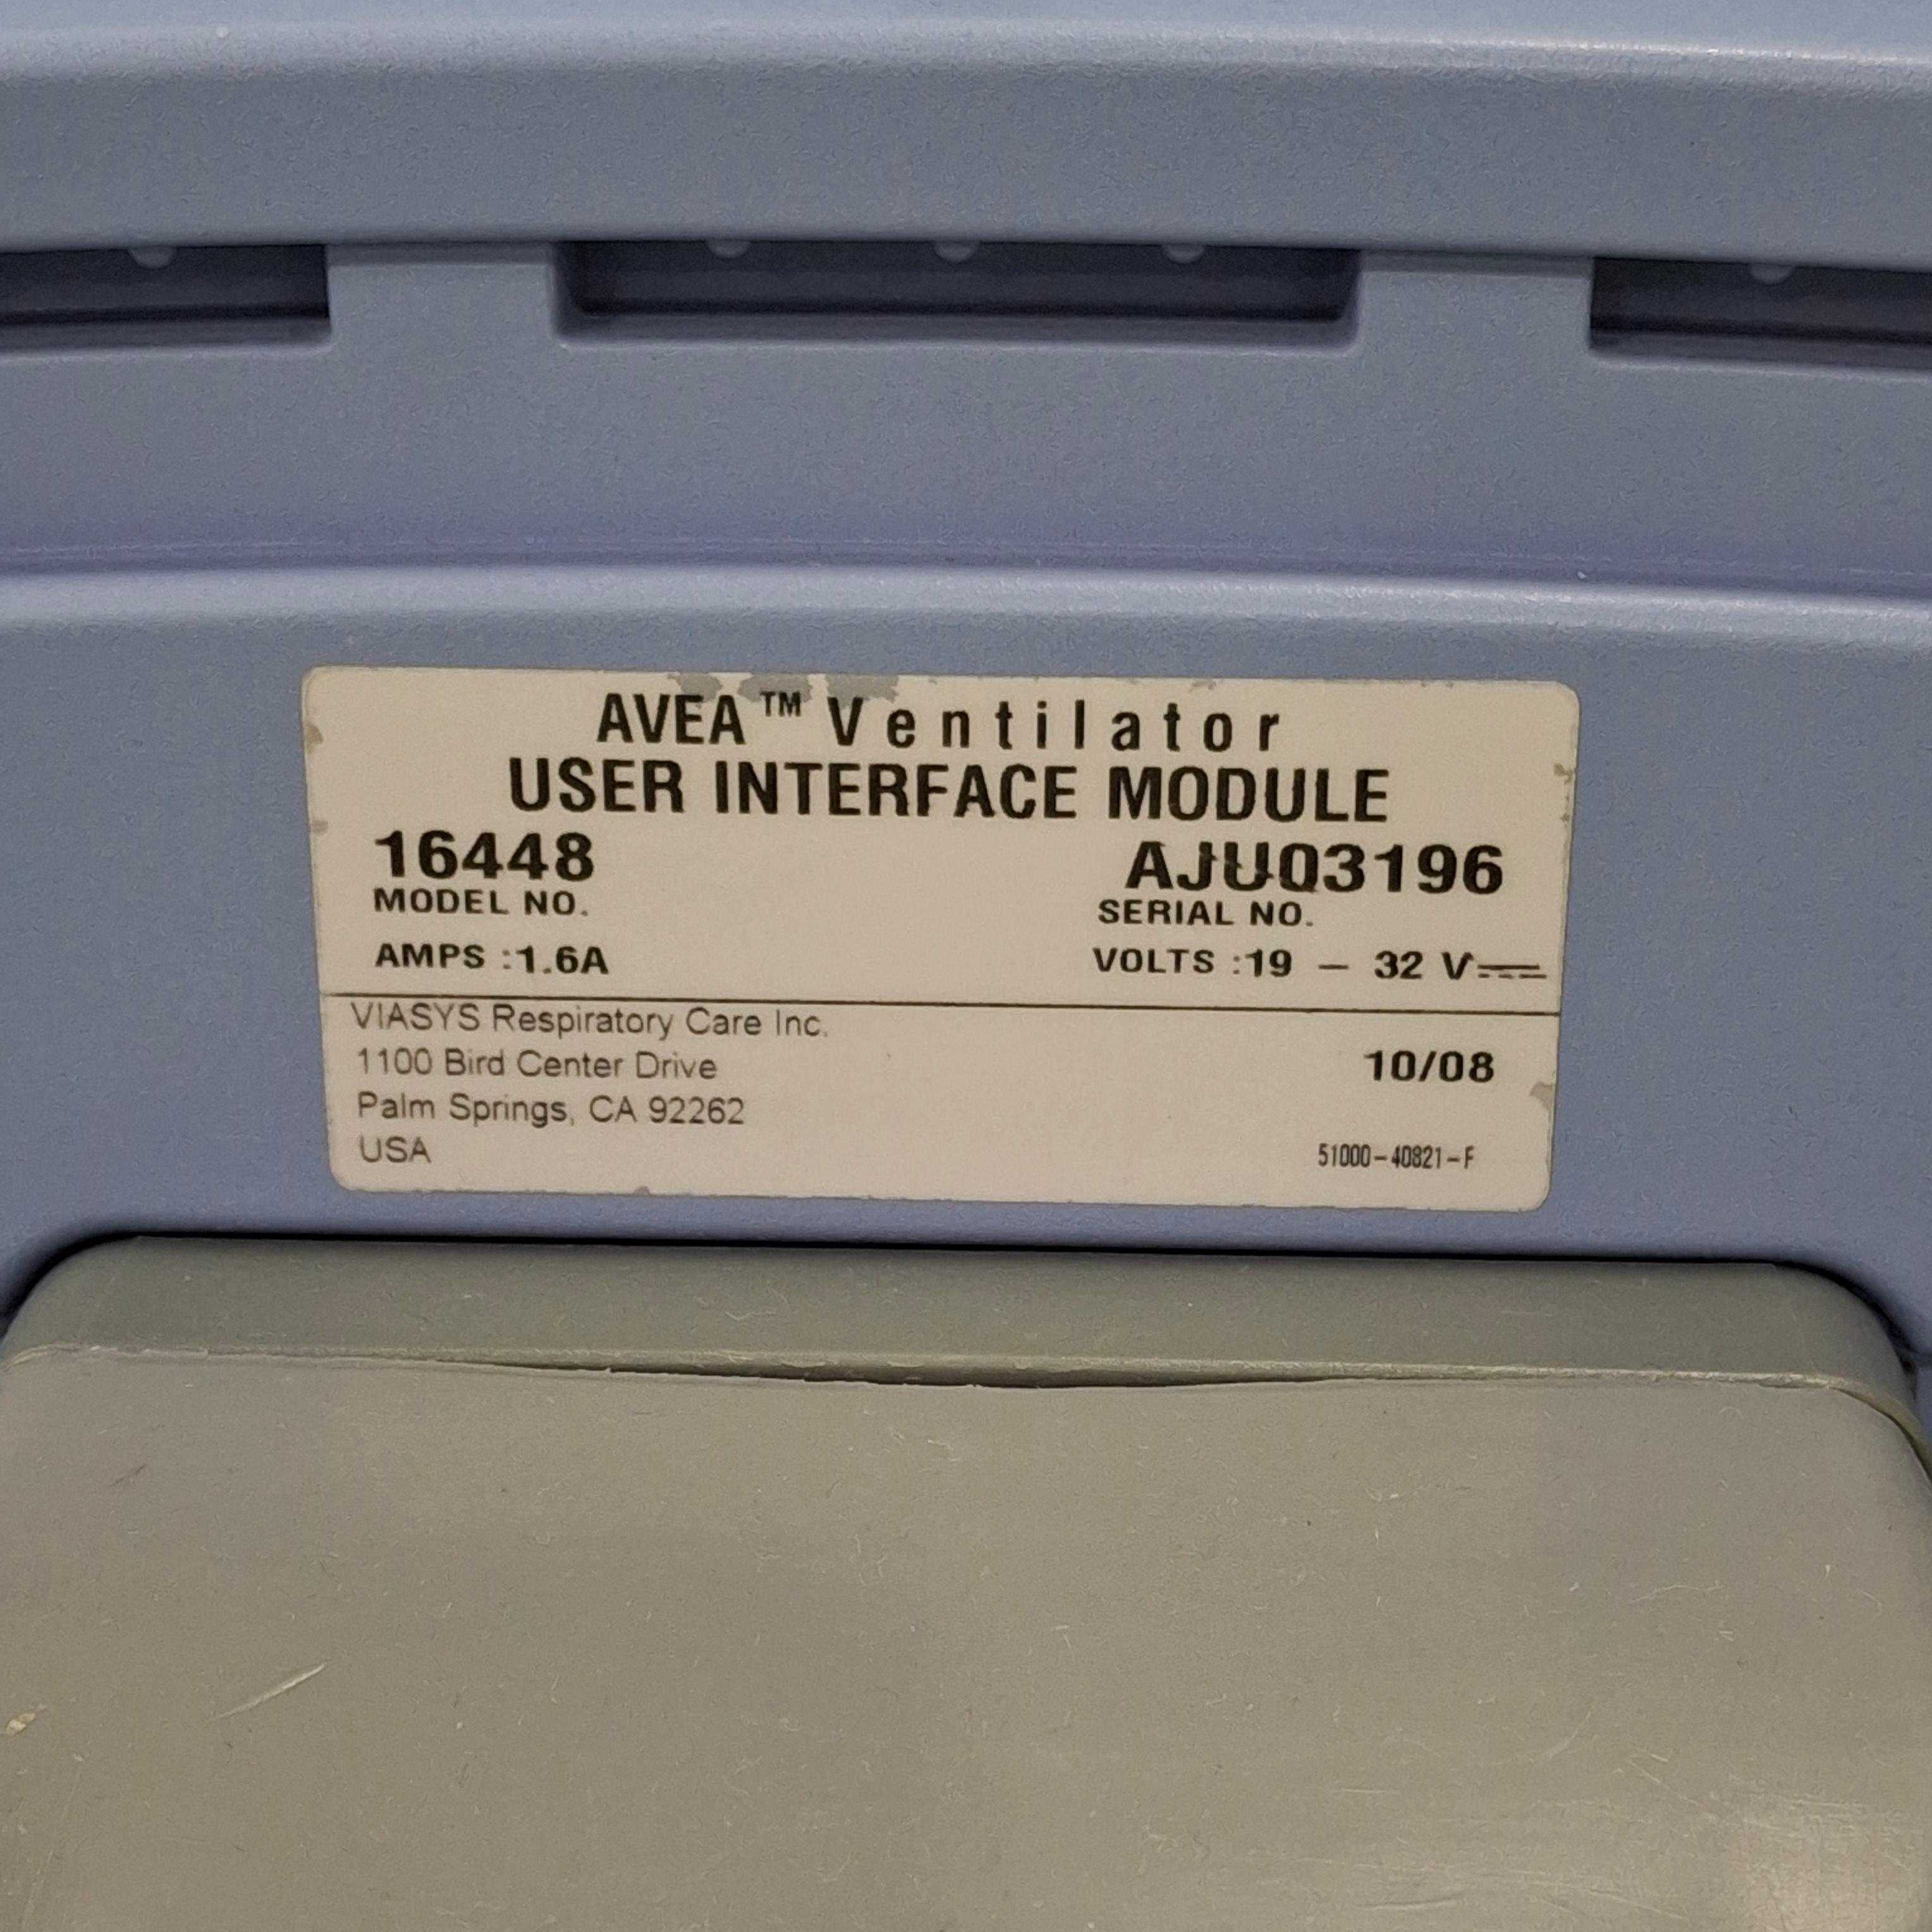 AVEA™ Ventilator
USER INTERFACE MODULE
16448 AJU03196
MODEL NO. SERIAL NO.
AMPS :1.6A VOLTS :19 – 32 V⎓
VIASYS Respiratory Care Inc.
1100 Bird Center Drive 10/08
Palm Springs, CA 92262
USA 51000-40821-F